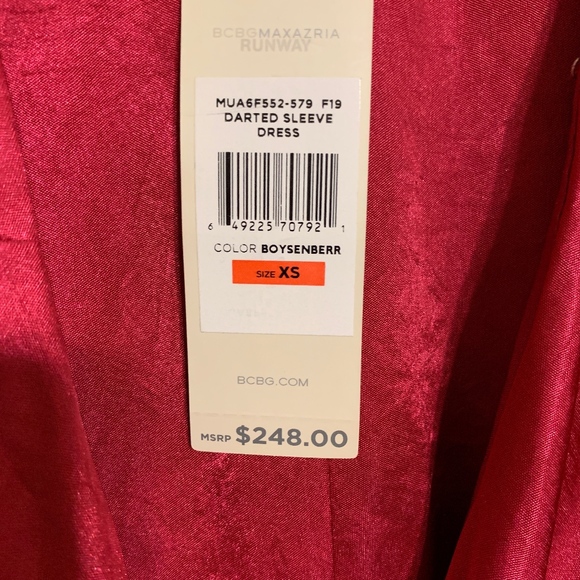 BCBGMAXAZRIA
RUNWAY
MUA6F552-579 F19
DARTED SLEEVE
DRESS
6 49225 70792 1
COLOR BOYSENBERR
SIZE XS
BCBG.COM
MSRP $248.00